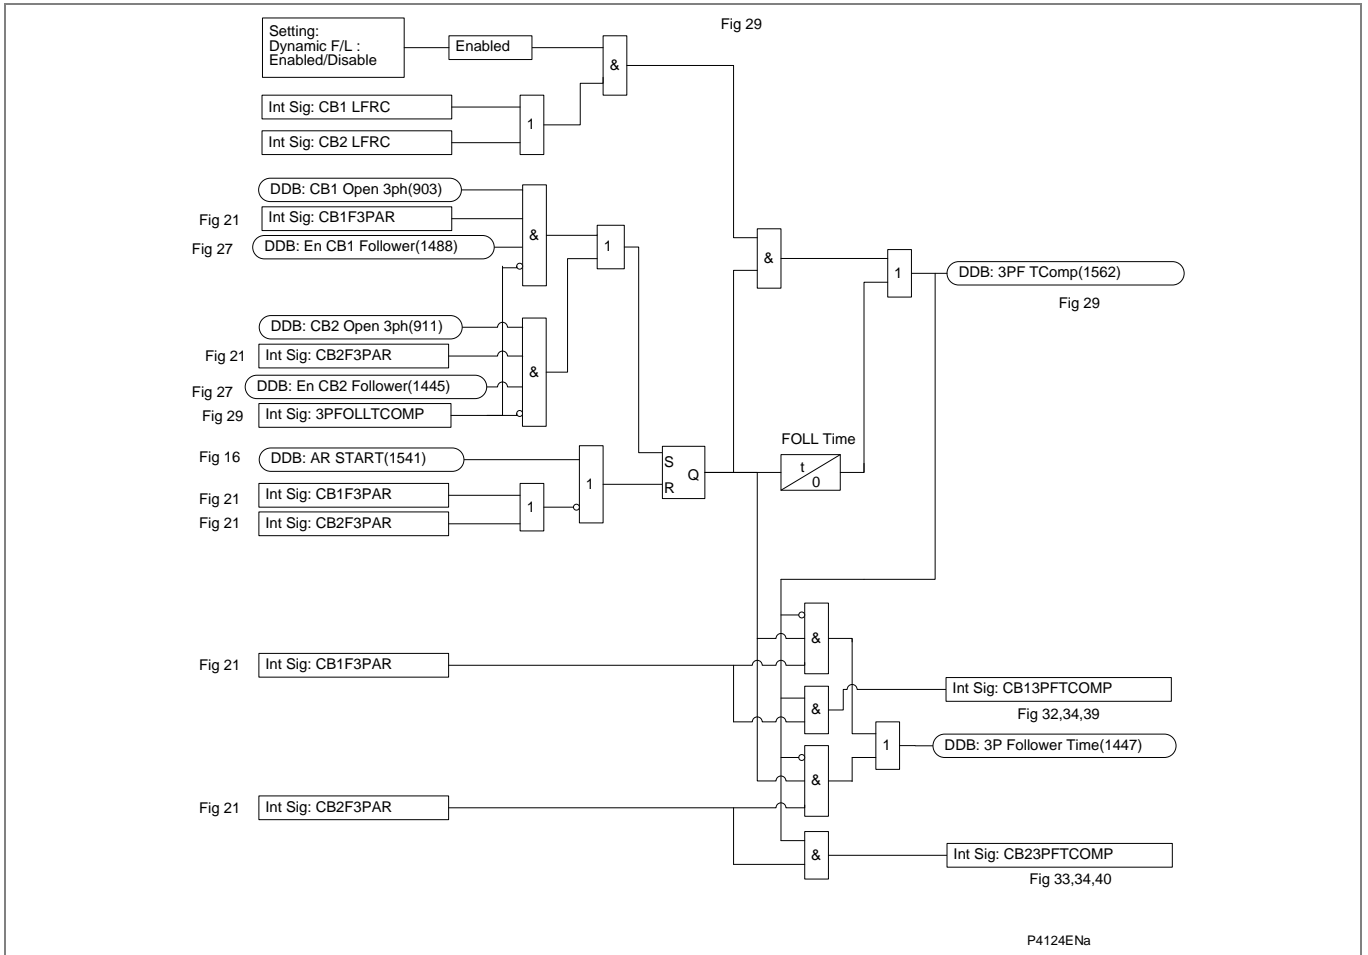 Fig 29
Setting:
Dynamic F/L :
Enabled/Disable
Enabled
&
Int Sig: CB1 LFRC
1
Int Sig: CB2 LFRC
DDB: CB1 Open 3ph(903)
Fig 21
Int Sig: CB1F3PAR
&
1
Fig 27
DDB: En CB1 Follower(1488)
&
1
DDB: 3PF TComp(1562)
Fig 29
DDB: CB2 Open 3ph(911)
Fig 21
Int Sig: CB2F3PAR
&
Fig 27
DDB: En CB2 Follower(1445)
Fig 29
Int Sig: 3PFOLLTCOMP
FOLL Time
Fig 16
DDB: AR START(1541)
S
Q
R
t
0
1
Fig 21
Int Sig: CB1F3PAR
1
Fig 21
Int Sig: CB2F3PAR
&
Fig 21
Int Sig: CB1F3PAR
Int Sig: CB13PFTCOMP
&
Fig 32,34,39
1
DDB: 3P Follower Time(1447)
&
Fig 21
Int Sig: CB2F3PAR
&
Int Sig: CB23PFTCOMP
Fig 33,34,40
P4124ENa